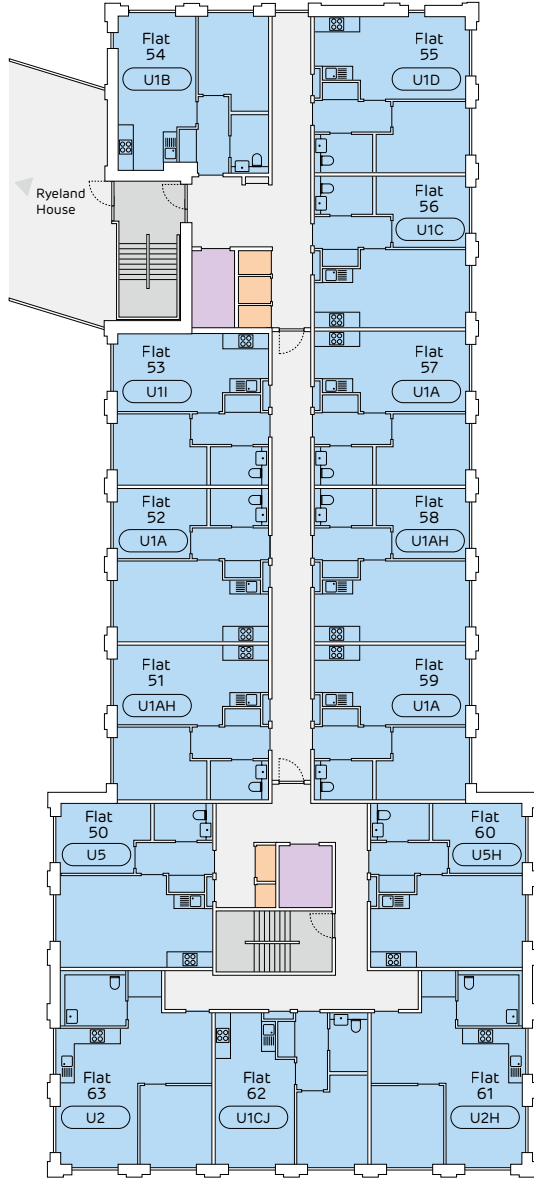 Flat
54
U1B
Flat
55
U1D
Ryeland
House
Flat
56
U1C
Flat
53
U1I
Flat
57
U1A
Flat
52
U1A
Flat
58
U1AH
Flat
51
U1AH
Flat
59
U1A
Flat
50
U5
Flat
60
U5H
Flat
63
U2
Flat
62
U1CJ
Flat
61
U2H